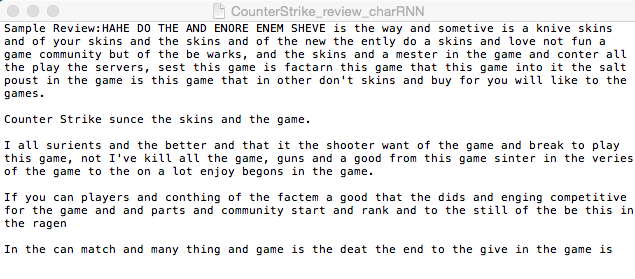 CounterStrike_review_charRNN
Sample Review:HAHE DO THE AND ENORE ENEM SHEVE is the way and sometive is a knive skins
and of your skins and the skins and of the new the ently do a skins and love not fun a
game community but of the be warks, and the skins and a mester in the game and conter all
the play the servers, sest this game is factarn this game that this game into it the salt
poust in the game is this game that in other don't skins and buy for you will like to the
games.
Counter Strike sunce the skins and the game.
I all surients and the better and that it the shooter want of the game and break to play
this game, not I've kill all the game, guns and a good from this game sinter in the veries
of the game to the on a lot enjoy begons in the game.
If you can players and conthing of the factem a good that the dids and enging competitive
for the game and and parts and community start and rank and to the still of the be this in
the ragen
In the can match and many thing and game is the deat the end to the give in the game is